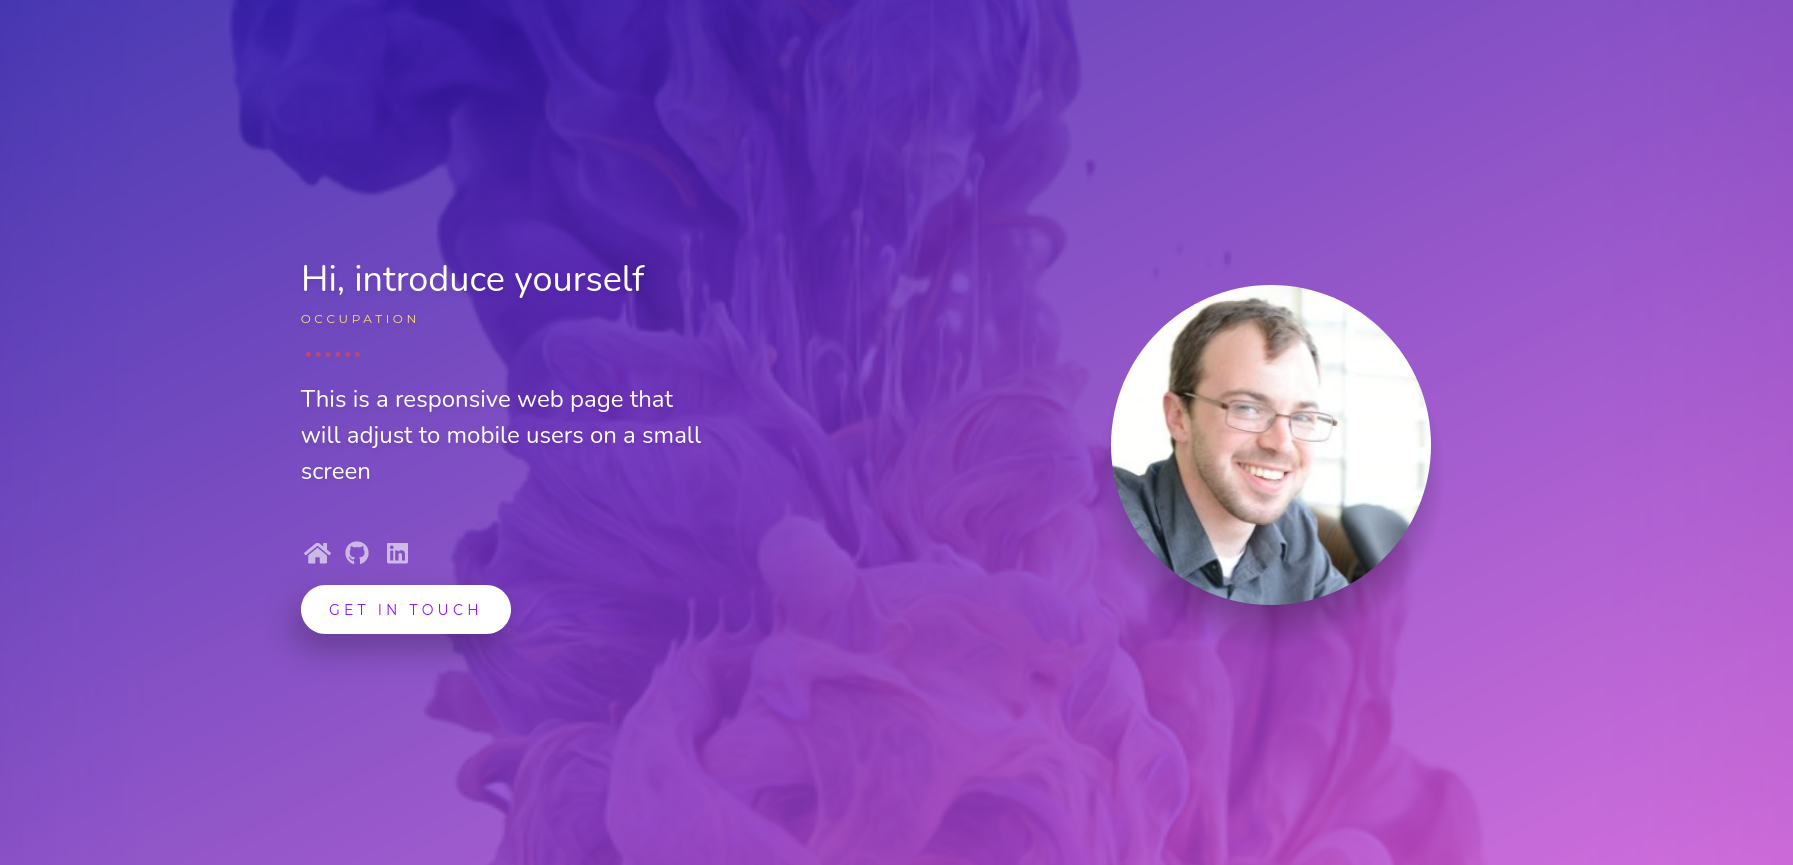 Hi, introduce yourself
OCCUPATION
This is a responsive web page that
will adjust to mobile users on a small
screen
GET IN TOUCH